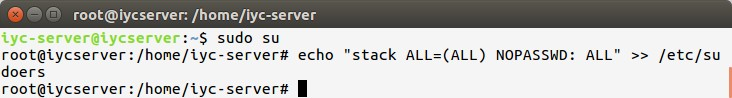 root@iycserver: /home/iyc-server
iyc-server@iycserver:~$ sudo su
root@iycserver:/home/iyc-server# echo "stack ALL=(ALL) NOPASSWD: ALL" >> /etc/su
doers
root@iycserver:/home/iyc-server#